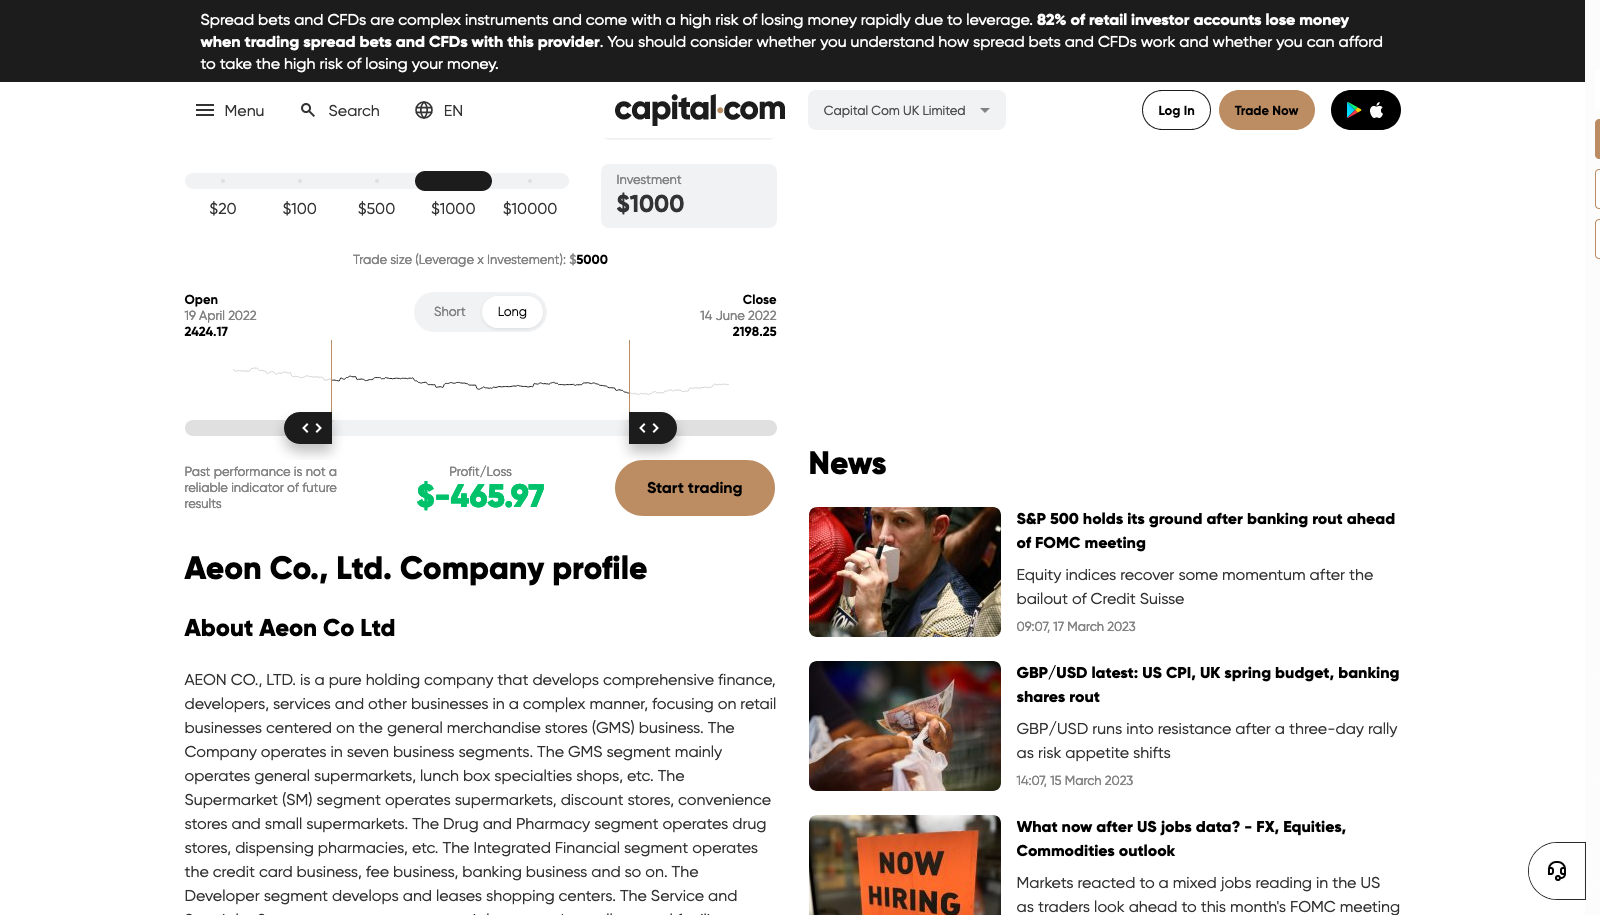 Spread bets and CFDs are complex instruments and come with a high risk of losing money rapidly due to leverage. 82% of retail investor accounts lose money
when trading spread bets and CFDs with this provider. You should consider whether you understand how spread bets and CFDs work and whether you can afford
to take the high risk of losing your money.
Menu
Search
EN
capital.com
Capital Com UK Limited
Log In
Trade Now
$20
$100
$500
$1000
$10000
Investment
$1000
Trade size (Leverage x Investement): $5000
Open
19 April 2022
2424.17
Short
Long
Close
14 June 2022
2198.25
Past performance is not a
reliable indicator of future
results
Profit/Loss
$-465.97
Start trading
Aeon Co., Ltd. Company profile
About Aeon Co Ltd
AEON CO., LTD. is a pure holding company that develops comprehensive finance,
developers, services and other businesses in a complex manner, focusing on retail
businesses centered on the general merchandise stores (GMS) business. The
Company operates in seven business segments. The GMS segment mainly
operates general supermarkets, lunch box specialties shops, etc. The
Supermarket (SM) segment operates supermarkets, discount stores, convenience
stores and small supermarkets. The Drug and Pharmacy segment operates drug
stores, dispensing pharmacies, etc. The Integrated Financial segment operates
the credit card business, fee business, banking business and so on. The
Developer segment develops and leases shopping centers. The Service and
News
S&P 500 holds its ground after banking rout ahead
of FOMC meeting
Equity indices recover some momentum after the
bailout of Credit Suisse
09:07, 17 March 2023
GBP/USD latest: US CPI, UK spring budget, banking
shares rout
GBP/USD runs into resistance after a three-day rally
as risk appetite shifts
14:07, 15 March 2023
NOW
HIRING
What now after US jobs data? - FX, Equities,
Commodities outlook
Markets reacted to a mixed jobs reading in the US
as traders look ahead to this month's FOMC meeting